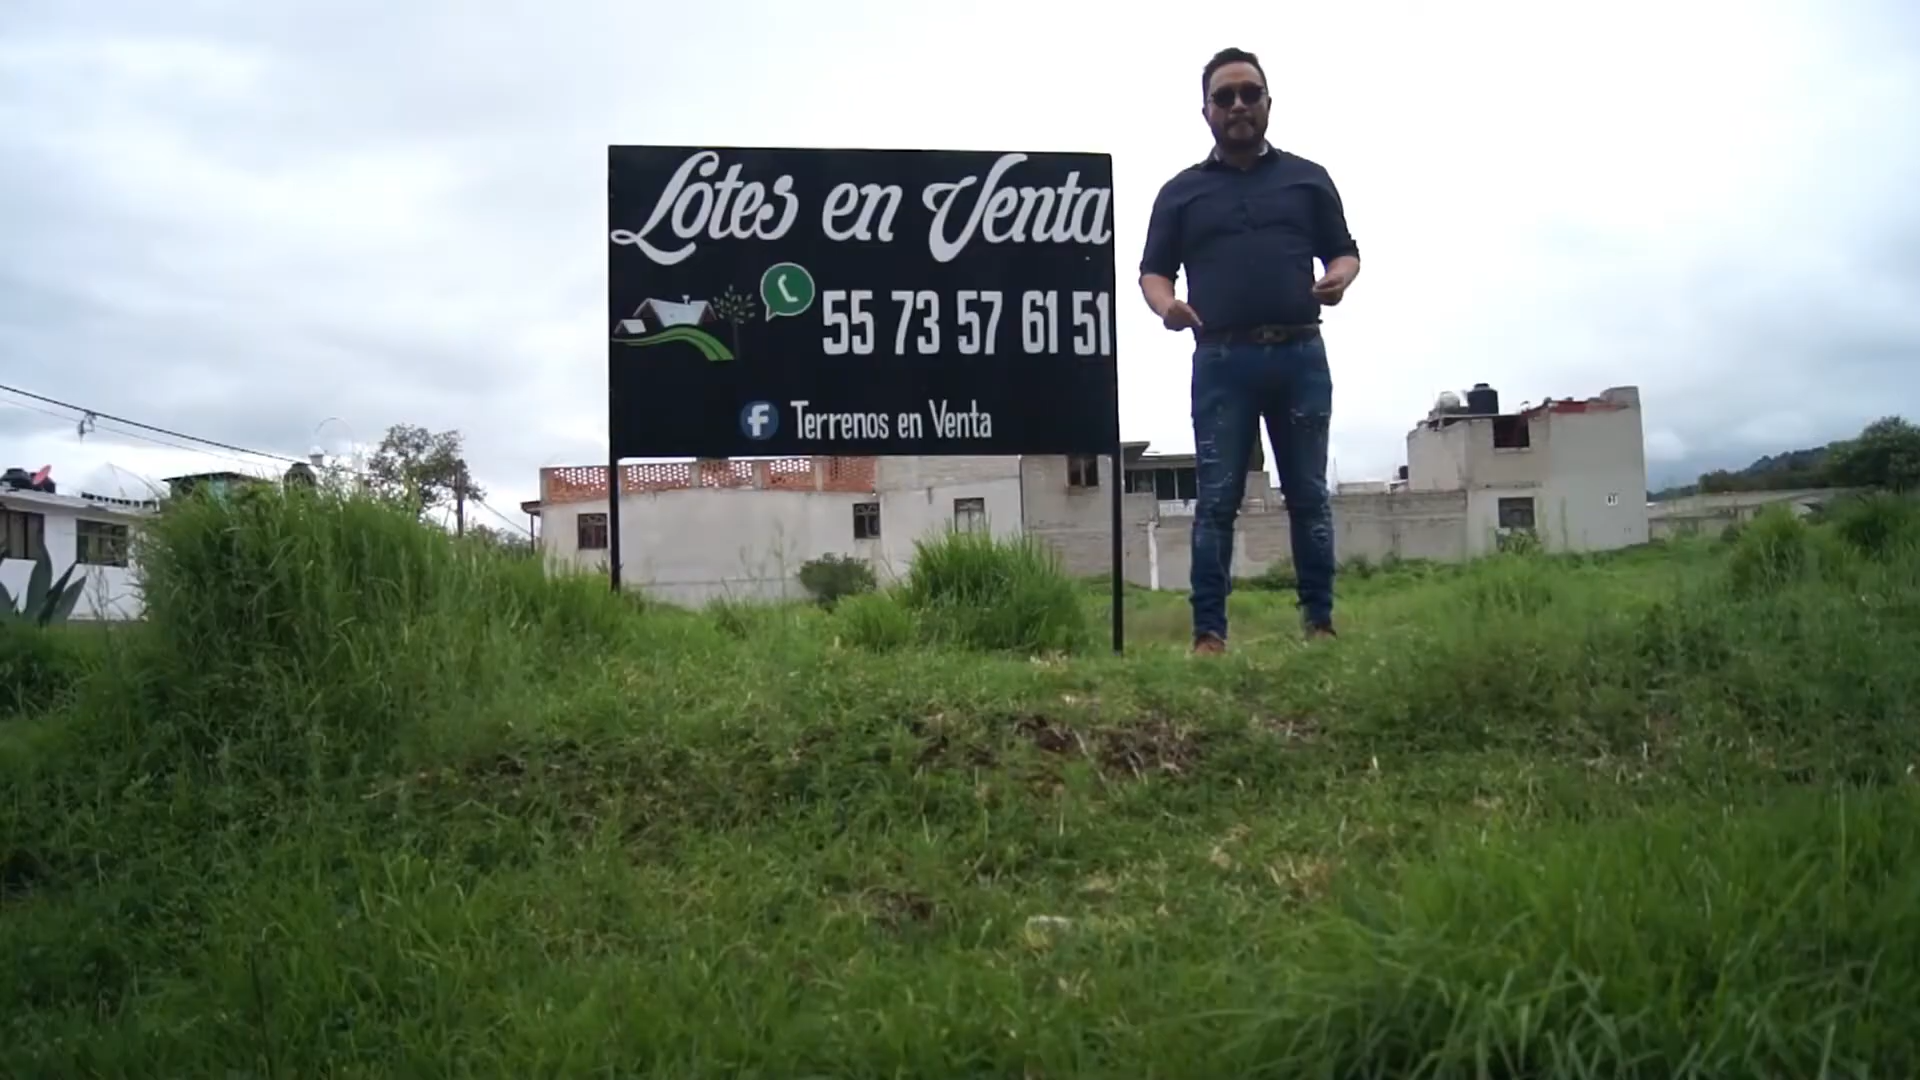 Lotes en Venta
55 73 57 61 51
f Terrenos en Venta